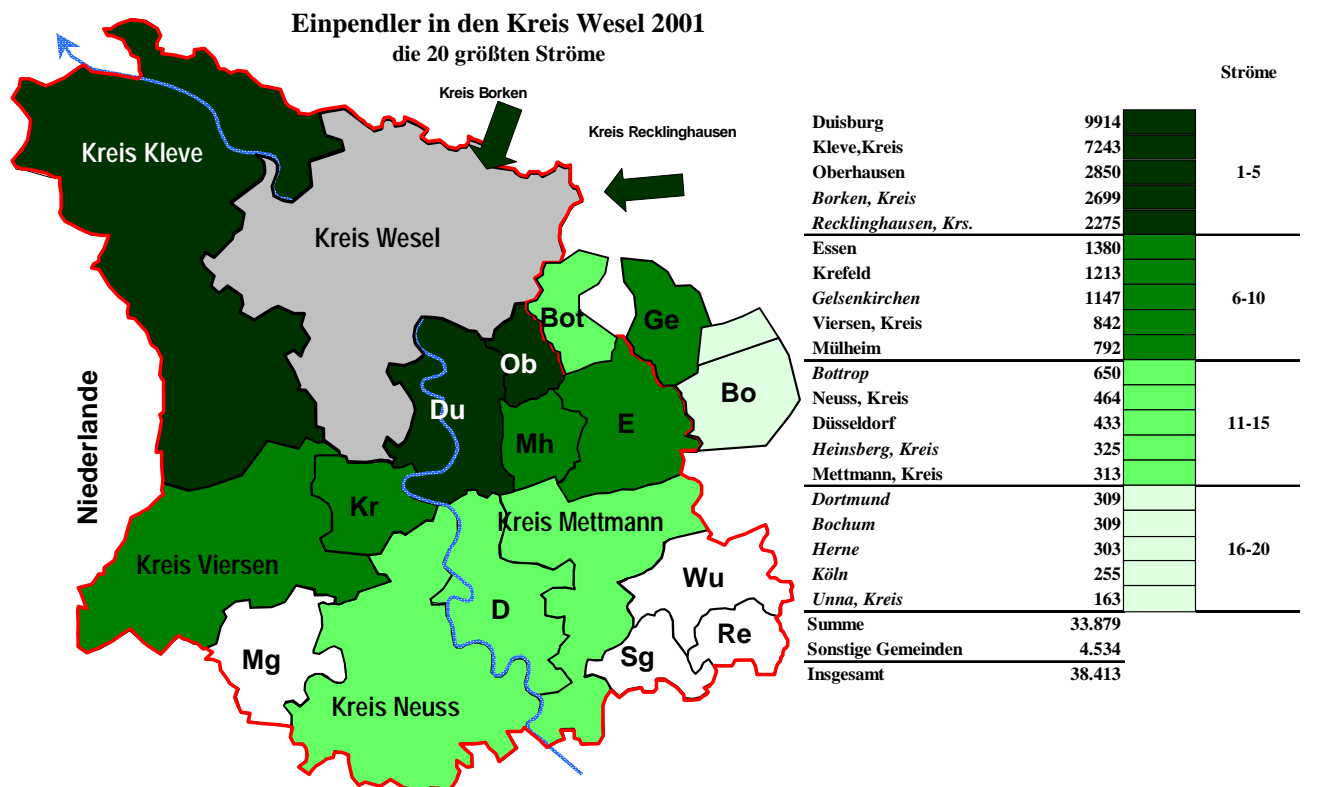 Einpendler in den Kreis Wesel 2001
die 20 größten Ströme
Kreis Borken
Kreis Recklinghausen
Kreis Kleve
Kreis Wesel
Bot
Ge
Ob
Bo
Du
Mh
E
Niederlande
Kr
Kreis Mettmann
Kreis Viersen
Wu
D
Re
Mg
Sg
Kreis Neuss
Ströme
Duisburg 9914
Kleve,Kreis 7243
Oberhausen 2850 1-5
Borken, Kreis 2699
Recklinghausen, Krs. 2275
Essen 1380
Krefeld 1213
Gelsenkirchen 1147 6-10
Viersen, Kreis 842
Mülheim 792
Bottrop 650
Neuss, Kreis 464
Düsseldorf 433 11-15
Heinsberg, Kreis 325
Mettmann, Kreis 313
Dortmund 309
Bochum 309
Herne 303 16-20
Köln 255
Unna, Kreis 163
Summe 33.879
Sonstige Gemeinden 4.534
Insgesamt 38.413